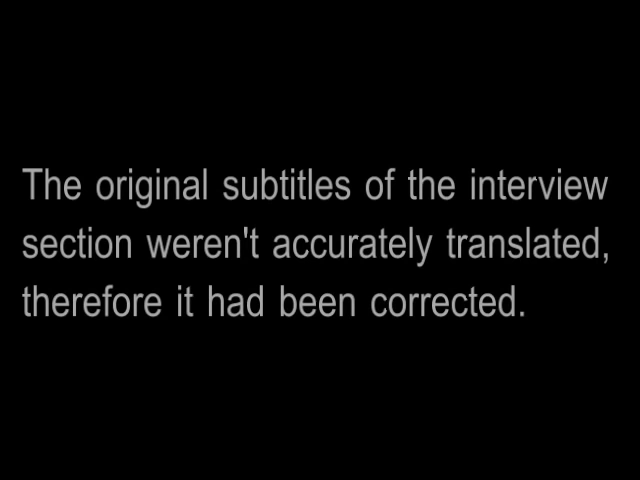 The original subtitles of the interview
section weren't accurately translated,
therefore it had been corrected.